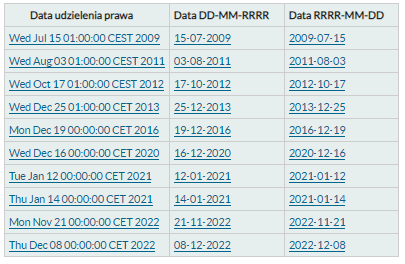 Data udzielenia prawa Data DD-MM-RRRR Data RRRR-MM-DD
Wed Jul 15 01:00:00 CEST 2009 15-07-2009 2009-07-15
Wed Aug 03 01:00:00 CEST 2011 03-08-2011 2011-08-03
Wed Oct 17 01:00:00 CEST 2012 17-10-2012 2012-10-17
Wed Dec 25 01:00:00 CET 2013 25-12-2013 2013-12-25
Mon Dec 19 00:00:00 CET 2016 19-12-2016 2016-12-19
Wed Dec 16 00:00:00 CET 2020 16-12-2020 2020-12-16
Tue Jan 12 00:00:00 CET 2021 12-01-2021 2021-01-12
Thu Jan 14 00:00:00 CET 2021 14-01-2021 2021-01-14
Mon Nov 21 00:00:00 CET 2022 21-11-2022 2022-11-21
Thu Dec 08 00:00:00 CET 2022 08-12-2022 2022-12-08